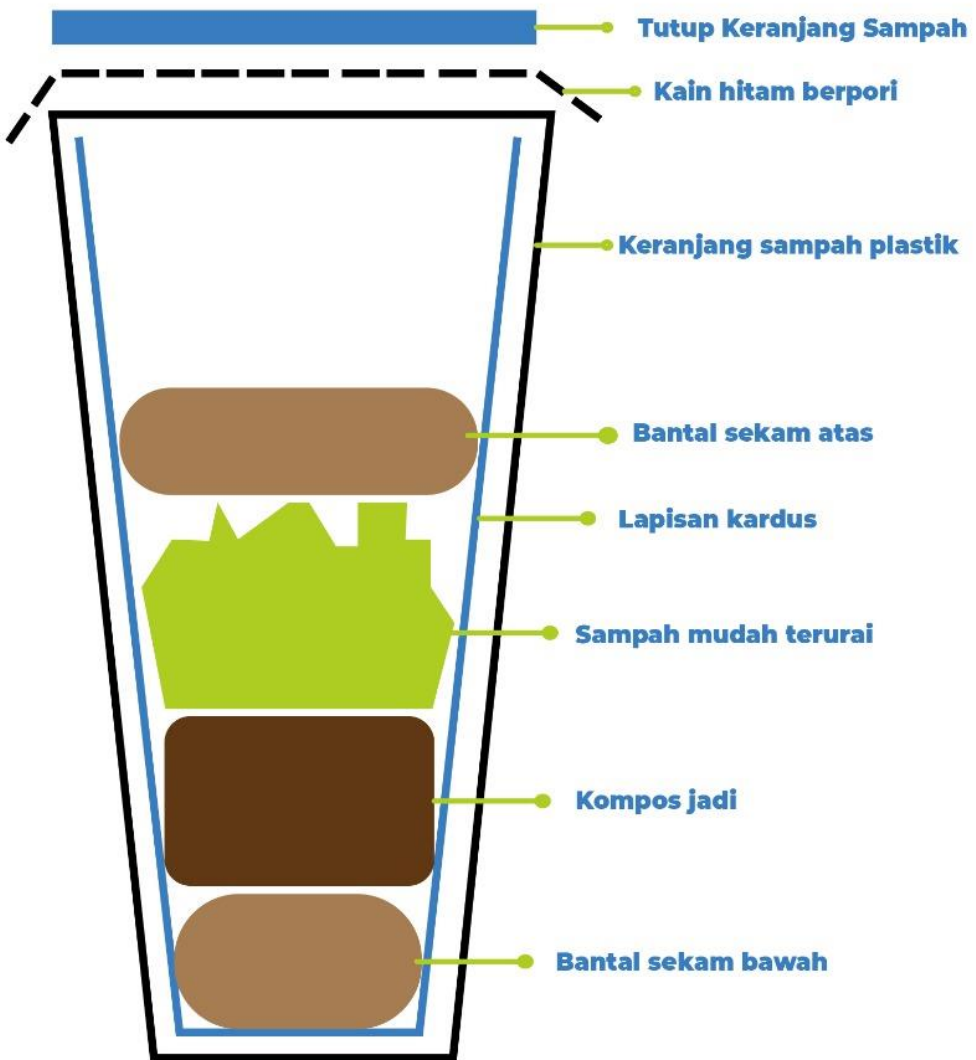 Tutup Keranjang Sampah
Kain hitam berpori
Keranjang sampah plastik
Bantal sekam atas
Lapisan kardus
Sampah mudah terurai
Kompos jadi
Bantal sekam bawah